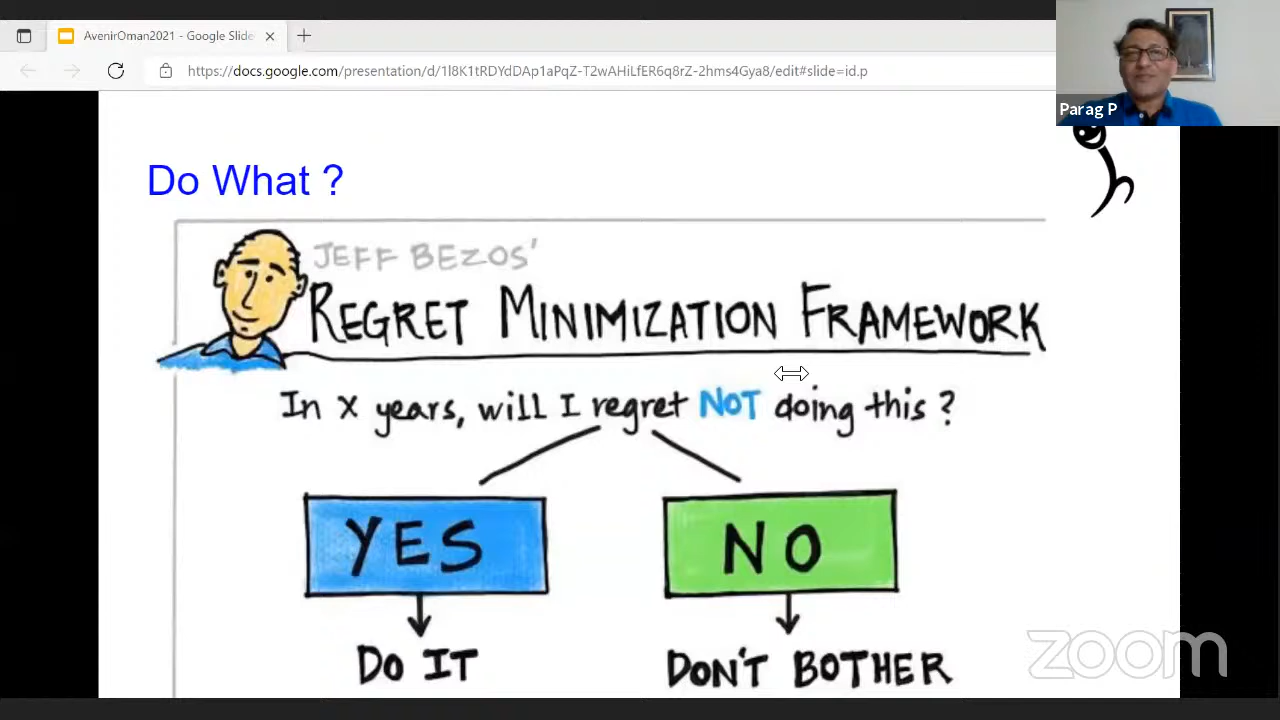 AvenirOman2021 - Google Slide
https://docs.google.com/presentation/d/1l8K1tRDYdDAp1aPqZ-T2wAHiLfER6q8rZ-2hms4Gya8/edit#slide=id.p
Parag P
Do What ?
JEFF BEZOS'
REGRET MINIMIZATION FRAMEWORK
In x years, will I regret NOT doing this?
YES
NO
DO IT
DON'T BOTHER
zoom